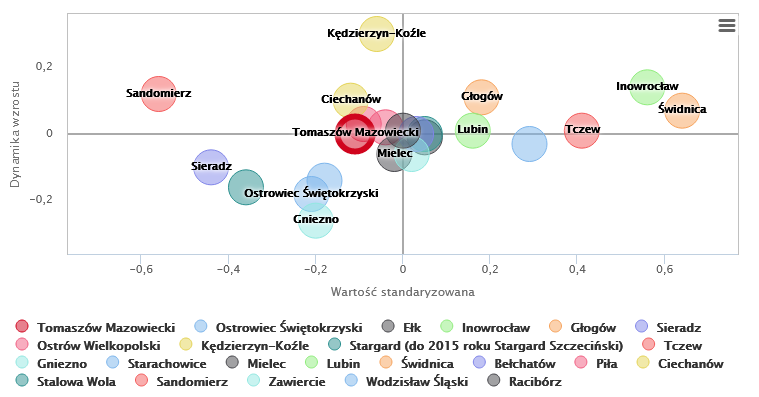 Kędzierzyn-Koźle
0,2
Sandomierz
Ciechanów
Głogów
Inowrocław
Świdnica
Dynamika wzrostu
0
Tomaszów Mazowiecki
Lubin
Tczew
Mielec
Sieradz
Ostrowiec Świętokrzyski
−0,2
Gniezno
−0,6 −0,4 −0,2 0 0,2 0,4 0,6
Wartość standaryzowana
Tomaszów Mazowiecki Ostrowiec Świętokrzyski Ełk Inowrocław Głogów Sieradz
Ostrów Wielkopolski Kędzierzyn-Koźle Stargard (do 2015 roku Stargard Szczeciński) Tczew
Gniezno Starachowice Mielec Lubin Świdnica Bełchatów Piła Ciechanów
Stalowa Wola Sandomierz Zawiercie Wodzisław Śląski Racibórz